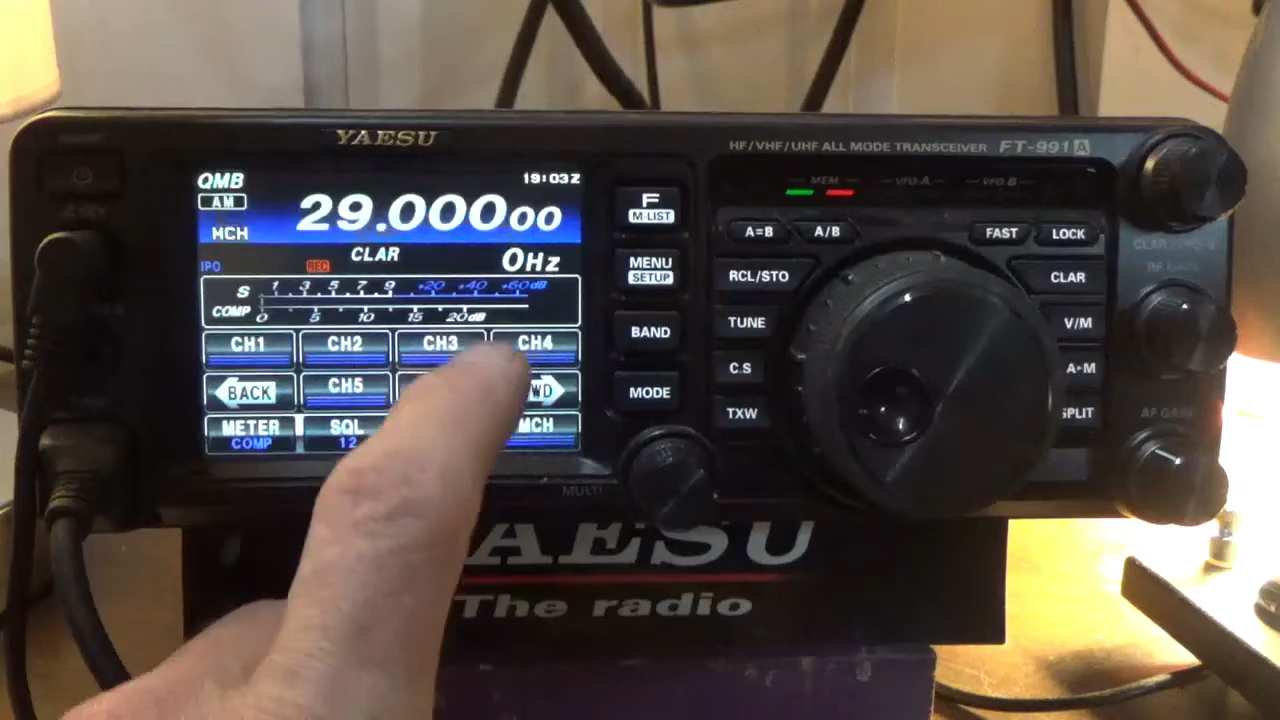 YAESU
HF/VHF/UHF ALL MODE TRANSCEIVER FT-991A
QMB 19:03Z
AM
29.00000
MCH
CLAR 0Hz
IPO REC
S 1 3 5 7 9 +20 +40 +60dB
COMP 0 5 10 15 20dB
CH1 CH2 CH3 CH4
BACK CH5
METER SQL MCH
COMP 12
F
M-LIST
MENU
SETUP
BAND
MODE
MULTI
MEM VFO-A VFO-B
A=B A/B FAST LOCK
RCL/STO CLAR
TUNE V/M
C.S A▸M
TXW SPLIT
RF GAIN
AF GAIN
The radio